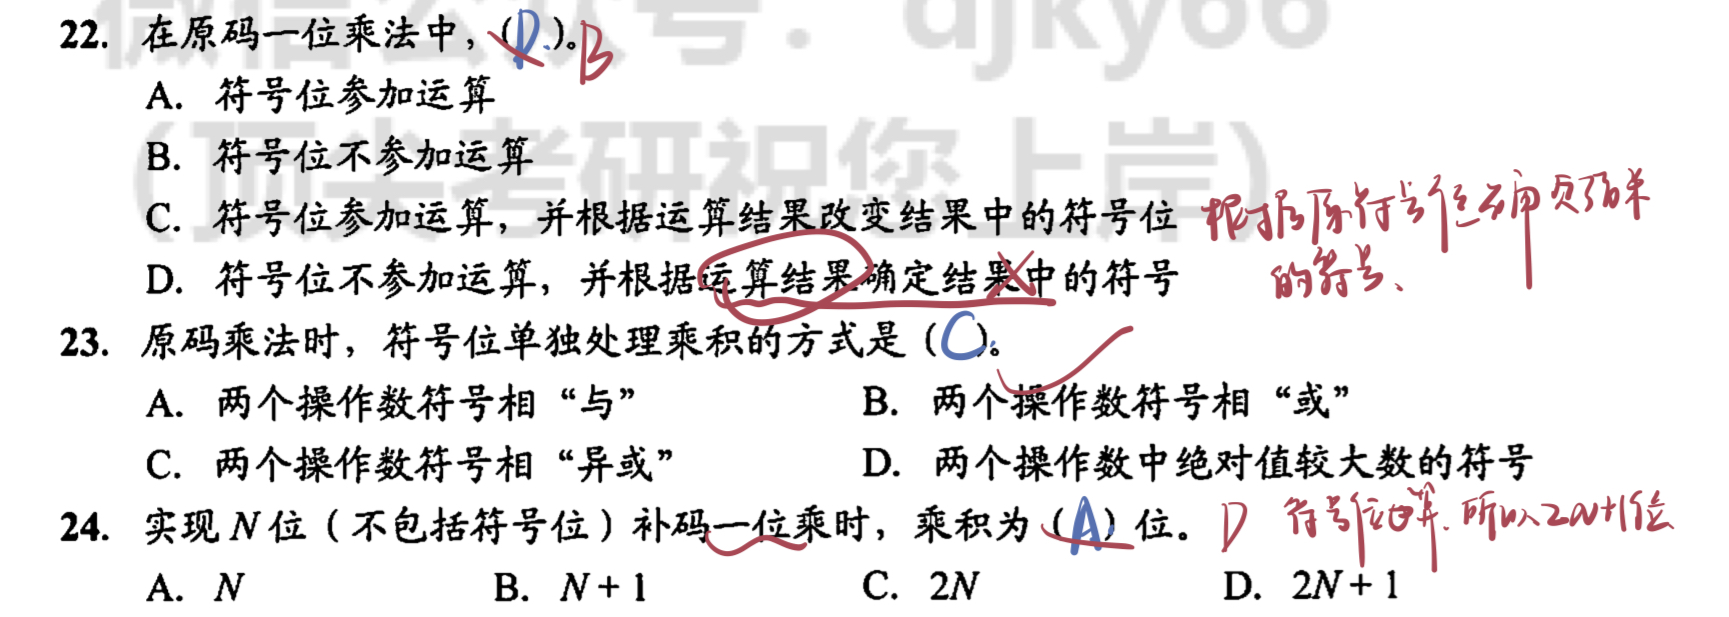 微信公众号：djky66
(顶尖考研祝您上岸)
22. 在原码一位乘法中，(D)。B
A. 符号位参加运算
B. 符号位不参加运算
C. 符号位参加运算，并根据运算结果改变结果中的符号位
根据原符号位确定结果
D. 符号位不参加运算，并根据运算结果确定结果中的符号
的符号、
23. 原码乘法时，符号位单独处理乘积的方式是(C)。
A. 两个操作数符号相“与” B. 两个操作数符号相“或”
C. 两个操作数符号相“异或” D. 两个操作数中绝对值较大数的符号
24. 实现N位(不包括符号位)补码一位乘时，乘积为(A)位。D 符号位也算.所以2N+1位
A. N B. N+1 C. 2N D. 2N+1